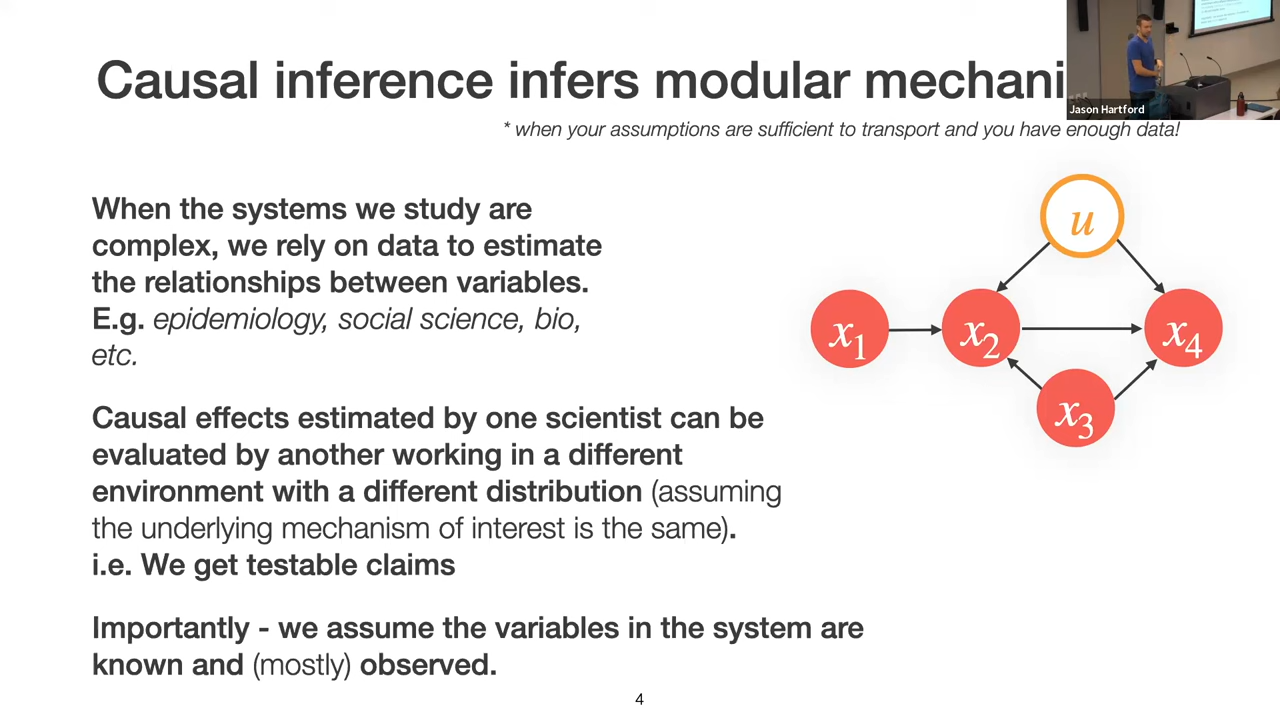 Causal inference infers modular mechani
Jason Hartford
* when your assumptions are sufficient to transport and you have enough data!
When the systems we study are
complex, we rely on data to estimate
the relationships between variables.
E.g. epidemiology, social science, bio,
etc.
u
x1
x2
x4
x3
Causal effects estimated by one scientist can be
evaluated by another working in a different
environment with a different distribution (assuming
the underlying mechanism of interest is the same).
i.e. We get testable claims
Importantly - we assume the variables in the system are
known and (mostly) observed.
4